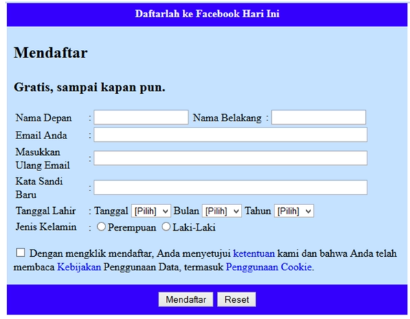 Daftarlah ke Facebook Hari Ini
Mendaftar
Gratis, sampai kapan pun.
Nama Depan : Nama Belakang :
Email Anda :
Masukkan
Ulang Email :
Kata Sandi
Baru :
Tanggal Lahir : Tanggal [Pilih] Bulan [Pilih] Tahun [Pilih]
Jenis Kelamin : Perempuan Laki-Laki
Dengan mengklik mendaftar, Anda menyetujui ketentuan kami dan bahwa Anda telah
membaca Kebijakan Penggunaan Data, termasuk Penggunaan Cookie.
Mendaftar Reset